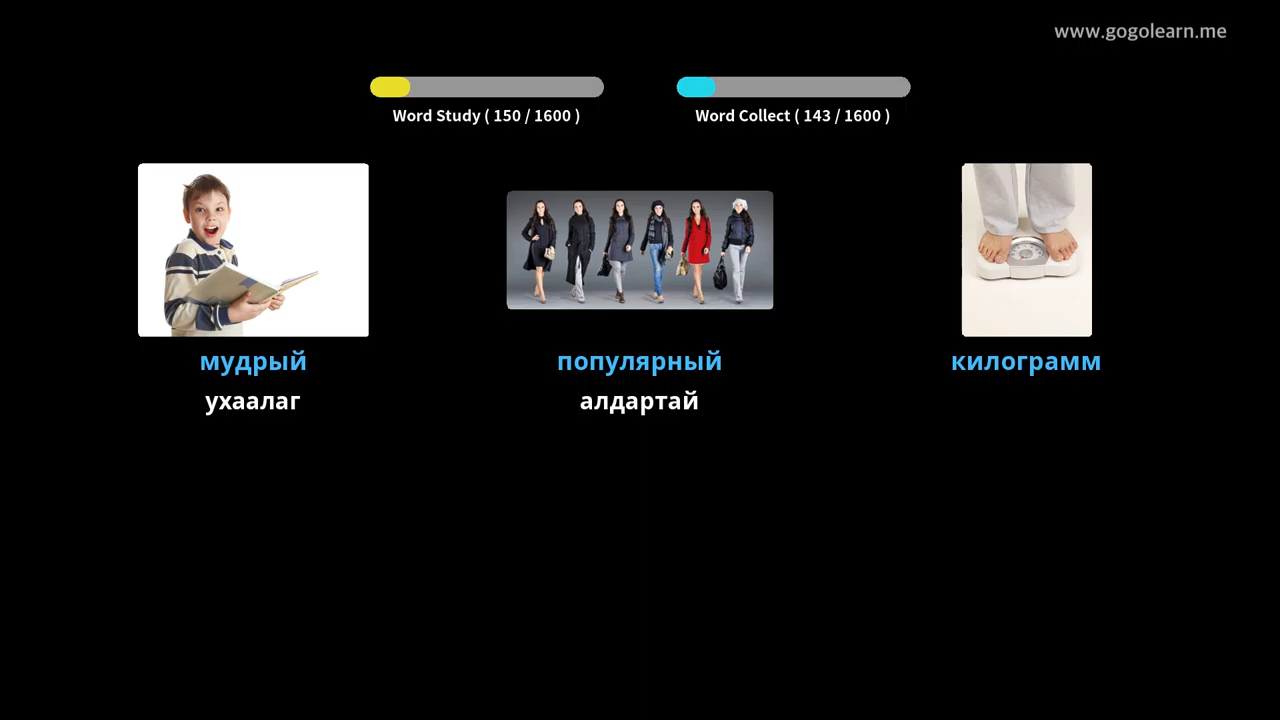 www.gogolearn.me
Word Study ( 150 / 1600 )
Word Collect ( 143 / 1600 )
мудрый
популярный
килограмм
ухаалаг
алдартай